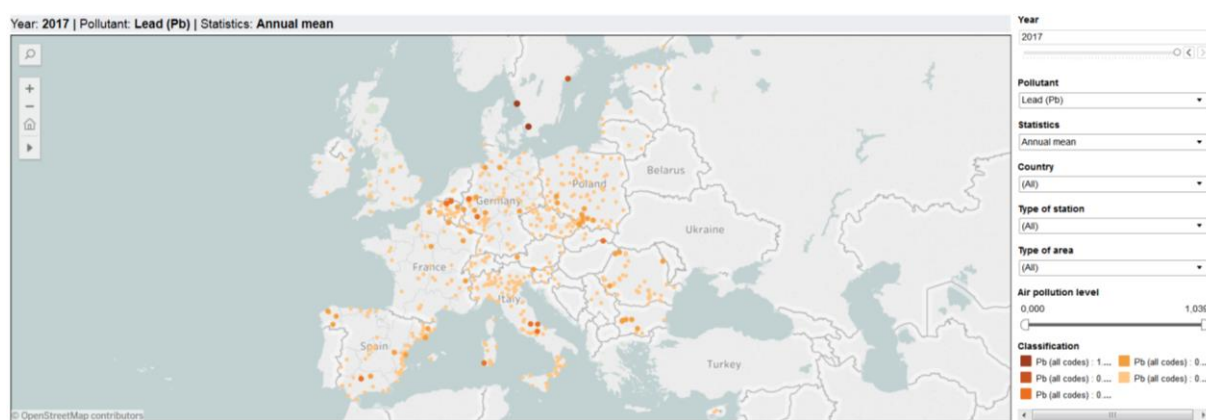 Year: 2017 | Pollutant: Lead (Pb) | Statistics: Annual mean
Belarus
Poland
Germany
Ukraine
France
Italy
Spain
Turkey
© OpenStreetMap contributors
Year
2017
Pollutant
Lead (Pb)
Statistics
Annual mean
Country
(All)
Type of station
(All)
Type of area
(All)
Air pollution level
0,000 1,039
Classification
Pb (all codes) : 1.... Pb (all codes) : 0....
Pb (all codes) : 0.... Pb (all codes) : 0....
Pb (all codes) : 0....